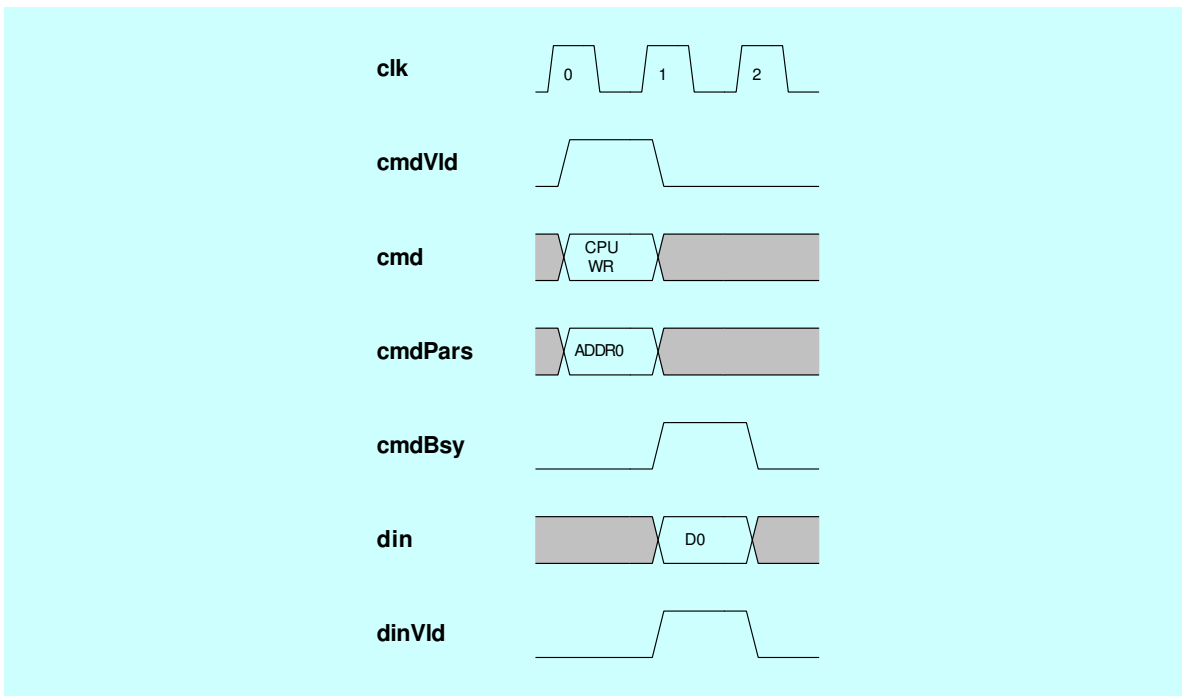 clk
0
1
2
cmdVld
cmd
CPU
WR
cmdPars
ADDR0
cmdBsy
din
D0
dinVld